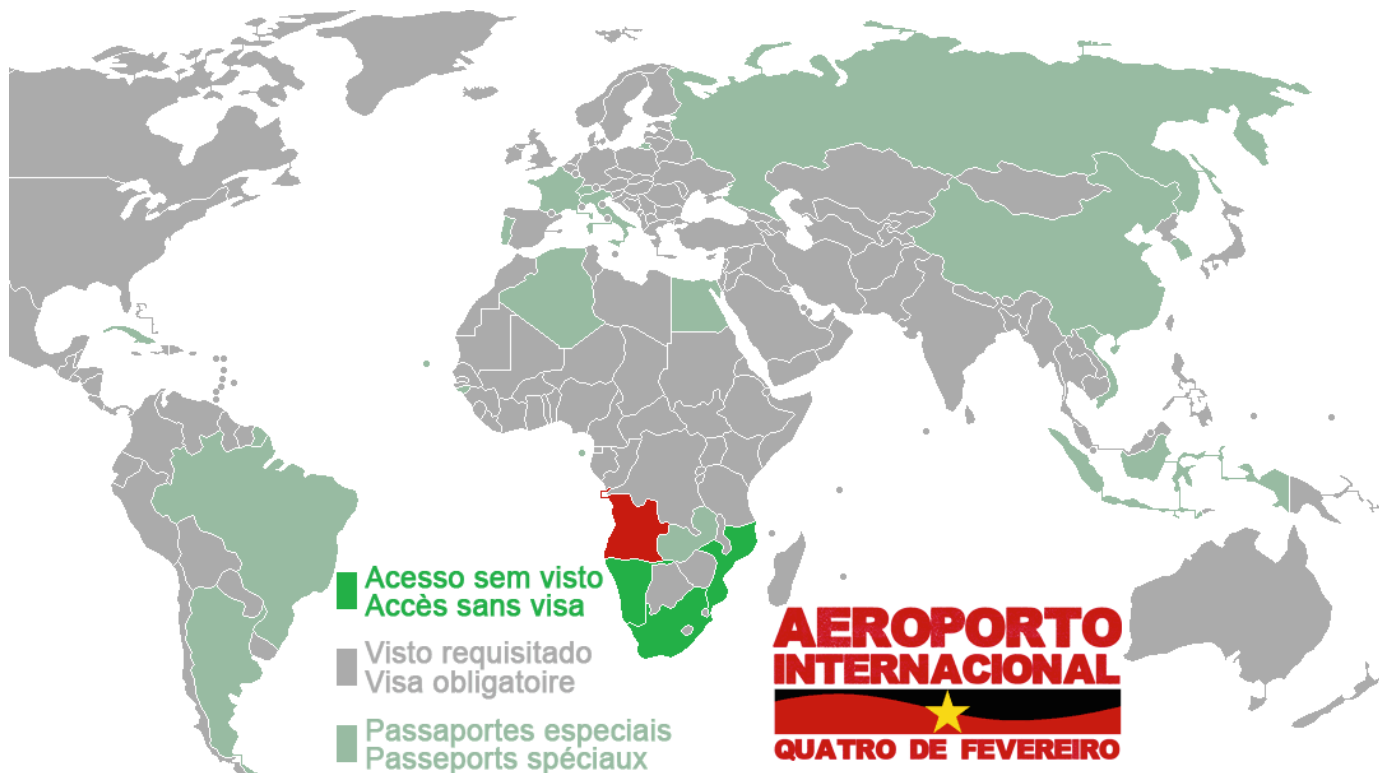 Acesso sem visto
Accès sans visa
Visto requisitado
Visa obligatoire
Passaportes especiais
Passeports spéciaux
AEROPORTO
INTERNACIONAL
QUATRO DE FEVEREIRO